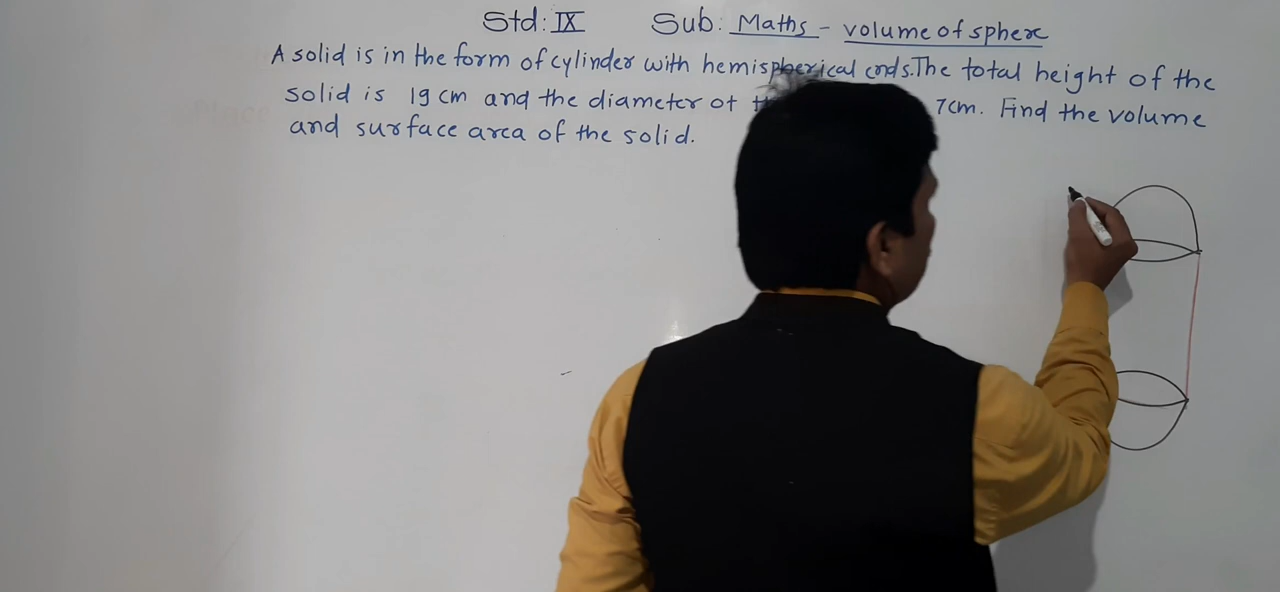 Std: IX Sub: Maths - volume of sphere
A solid is in the form of cylinder with hemispherical ends. The total height of the
solid is 19 cm and the diameter of 7cm. Find the volume
and surface area of the solid.